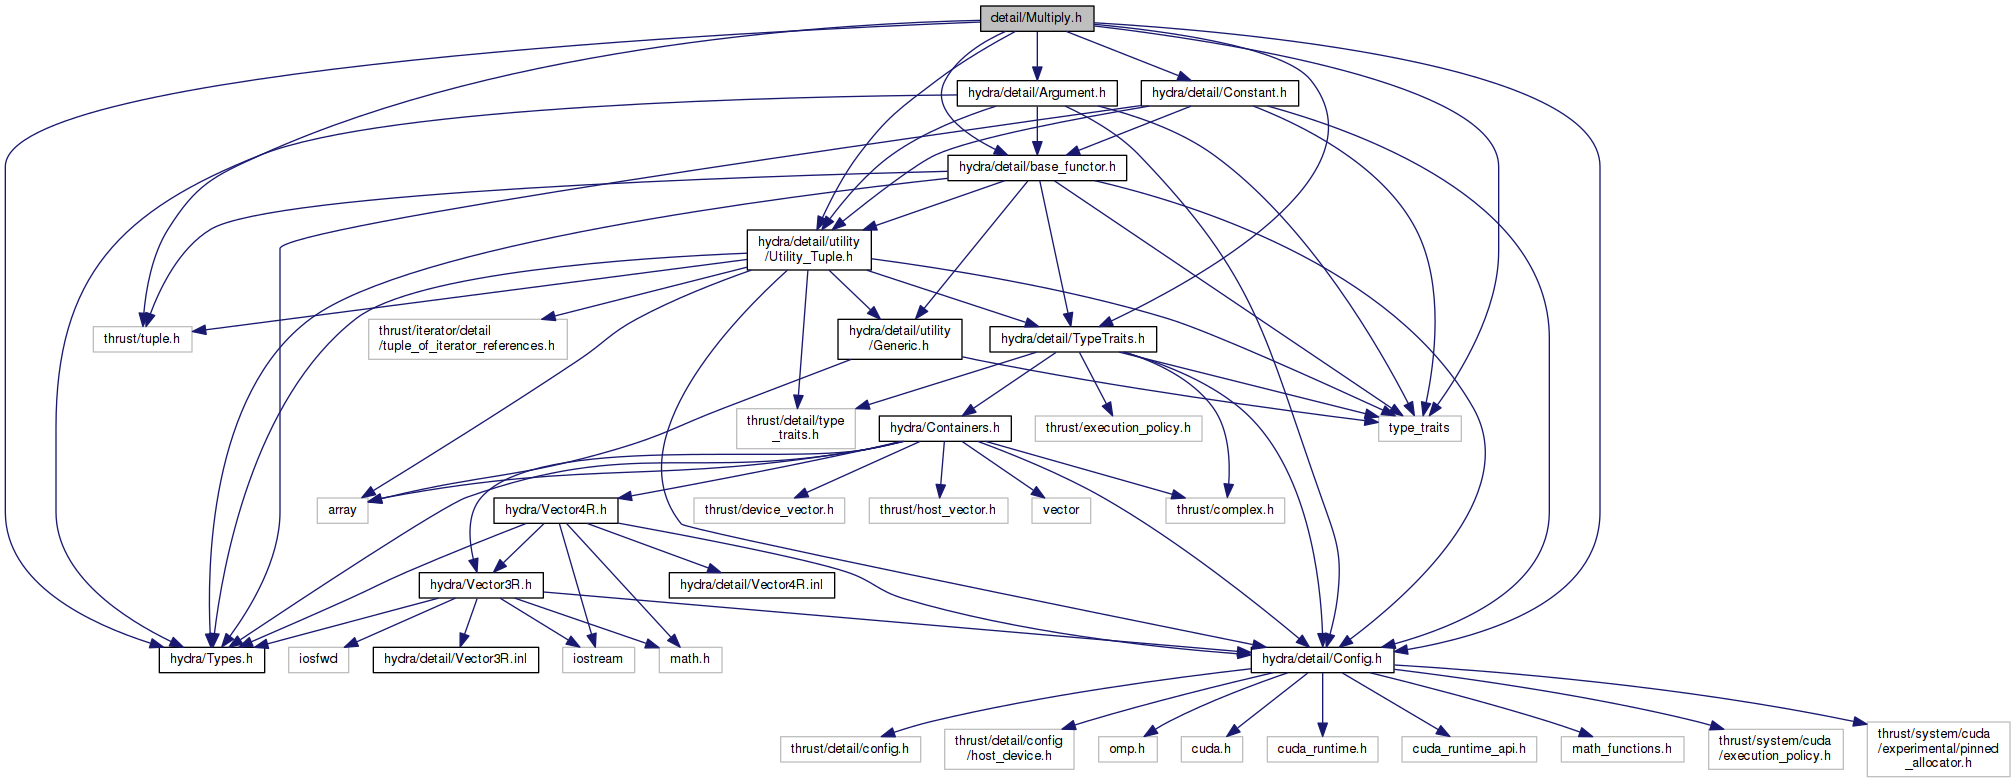 detail/Multiply.h
hydra/detail/Argument.h
hydra/detail/Constant.h
hydra/detail/base_functor.h
hydra/detail/utility
/Utility_Tuple.h
thrust/tuple.h
thrust/iterator/detail
/tuple_of_iterator_references.h
hydra/detail/utility
/Generic.h
hydra/detail/TypeTraits.h
thrust/detail/type
_traits.h
hydra/Containers.h
thrust/execution_policy.h
type_traits
array
hydra/Vector4R.h
thrust/device_vector.h
thrust/host_vector.h
vector
thrust/complex.h
hydra/Vector3R.h
hydra/detail/Vector4R.inl
hydra/Types.h
iosfwd
hydra/detail/Vector3R.inl
iostream
math.h
hydra/detail/Config.h
thrust/detail/config.h
thrust/detail/config
/host_device.h
omp.h
cuda.h
cuda_runtime.h
cuda_runtime_api.h
math_functions.h
thrust/system/cuda
/execution_policy.h
thrust/system/cuda
/experimental/pinned
_allocator.h